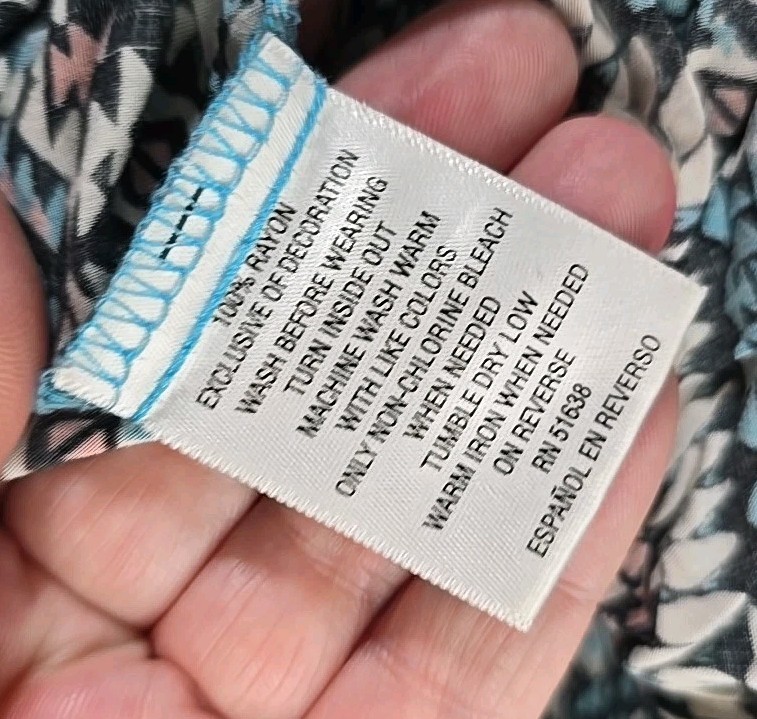 100% RAYON
EXCLUSIVE OF DECORATION
WASH BEFORE WEARING
TURN INSIDE OUT
MACHINE WASH WARM
WITH LIKE COLORS
ONLY NON-CHLORINE BLEACH
WHEN NEEDED
TUMBLE DRY LOW
WARM IRON WHEN NEEDED
ON REVERSE
RN 51638
ESPAÑOL EN REVERSO